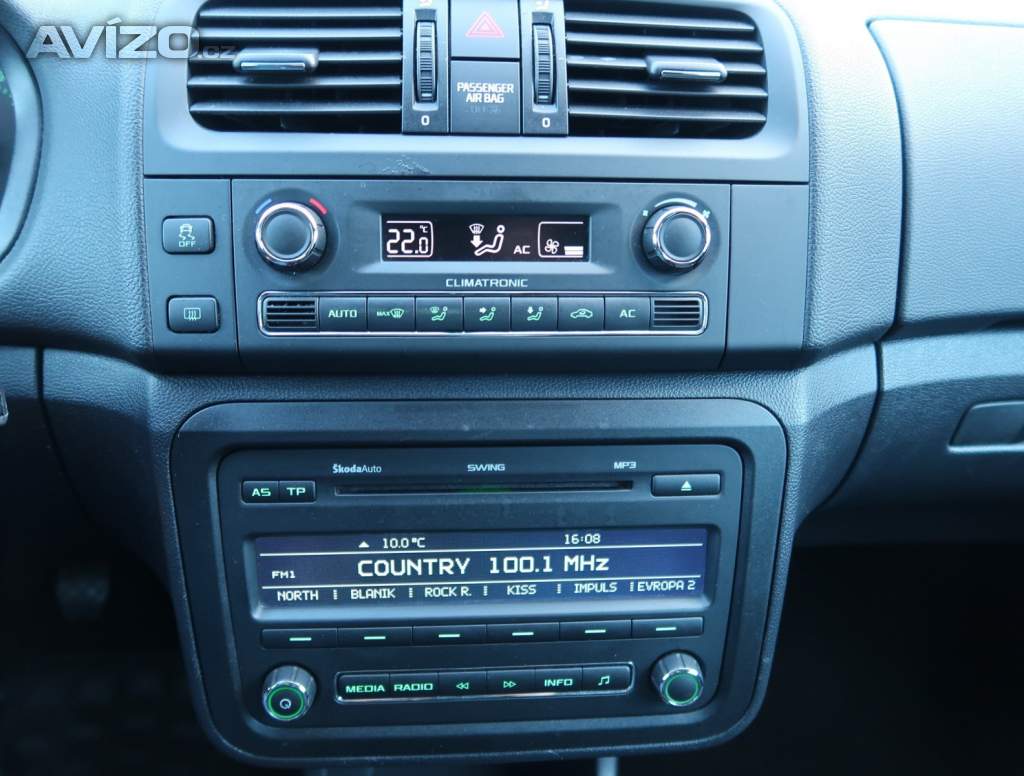 AVÍZO.cz
PASSENGER
AIR BAG
0 0
OFF
22.0 °C AC
CLIMATRONIC
AUTO MAX AC
ŠkodaAuto SWING MP3
AS TP
10.0 °C 16:08
FM1 COUNTRY 100.1 MHz
NORTH BLANIK ROCK R. KISS IMPULS EVROPA 2
MEDIA RADIO INFO